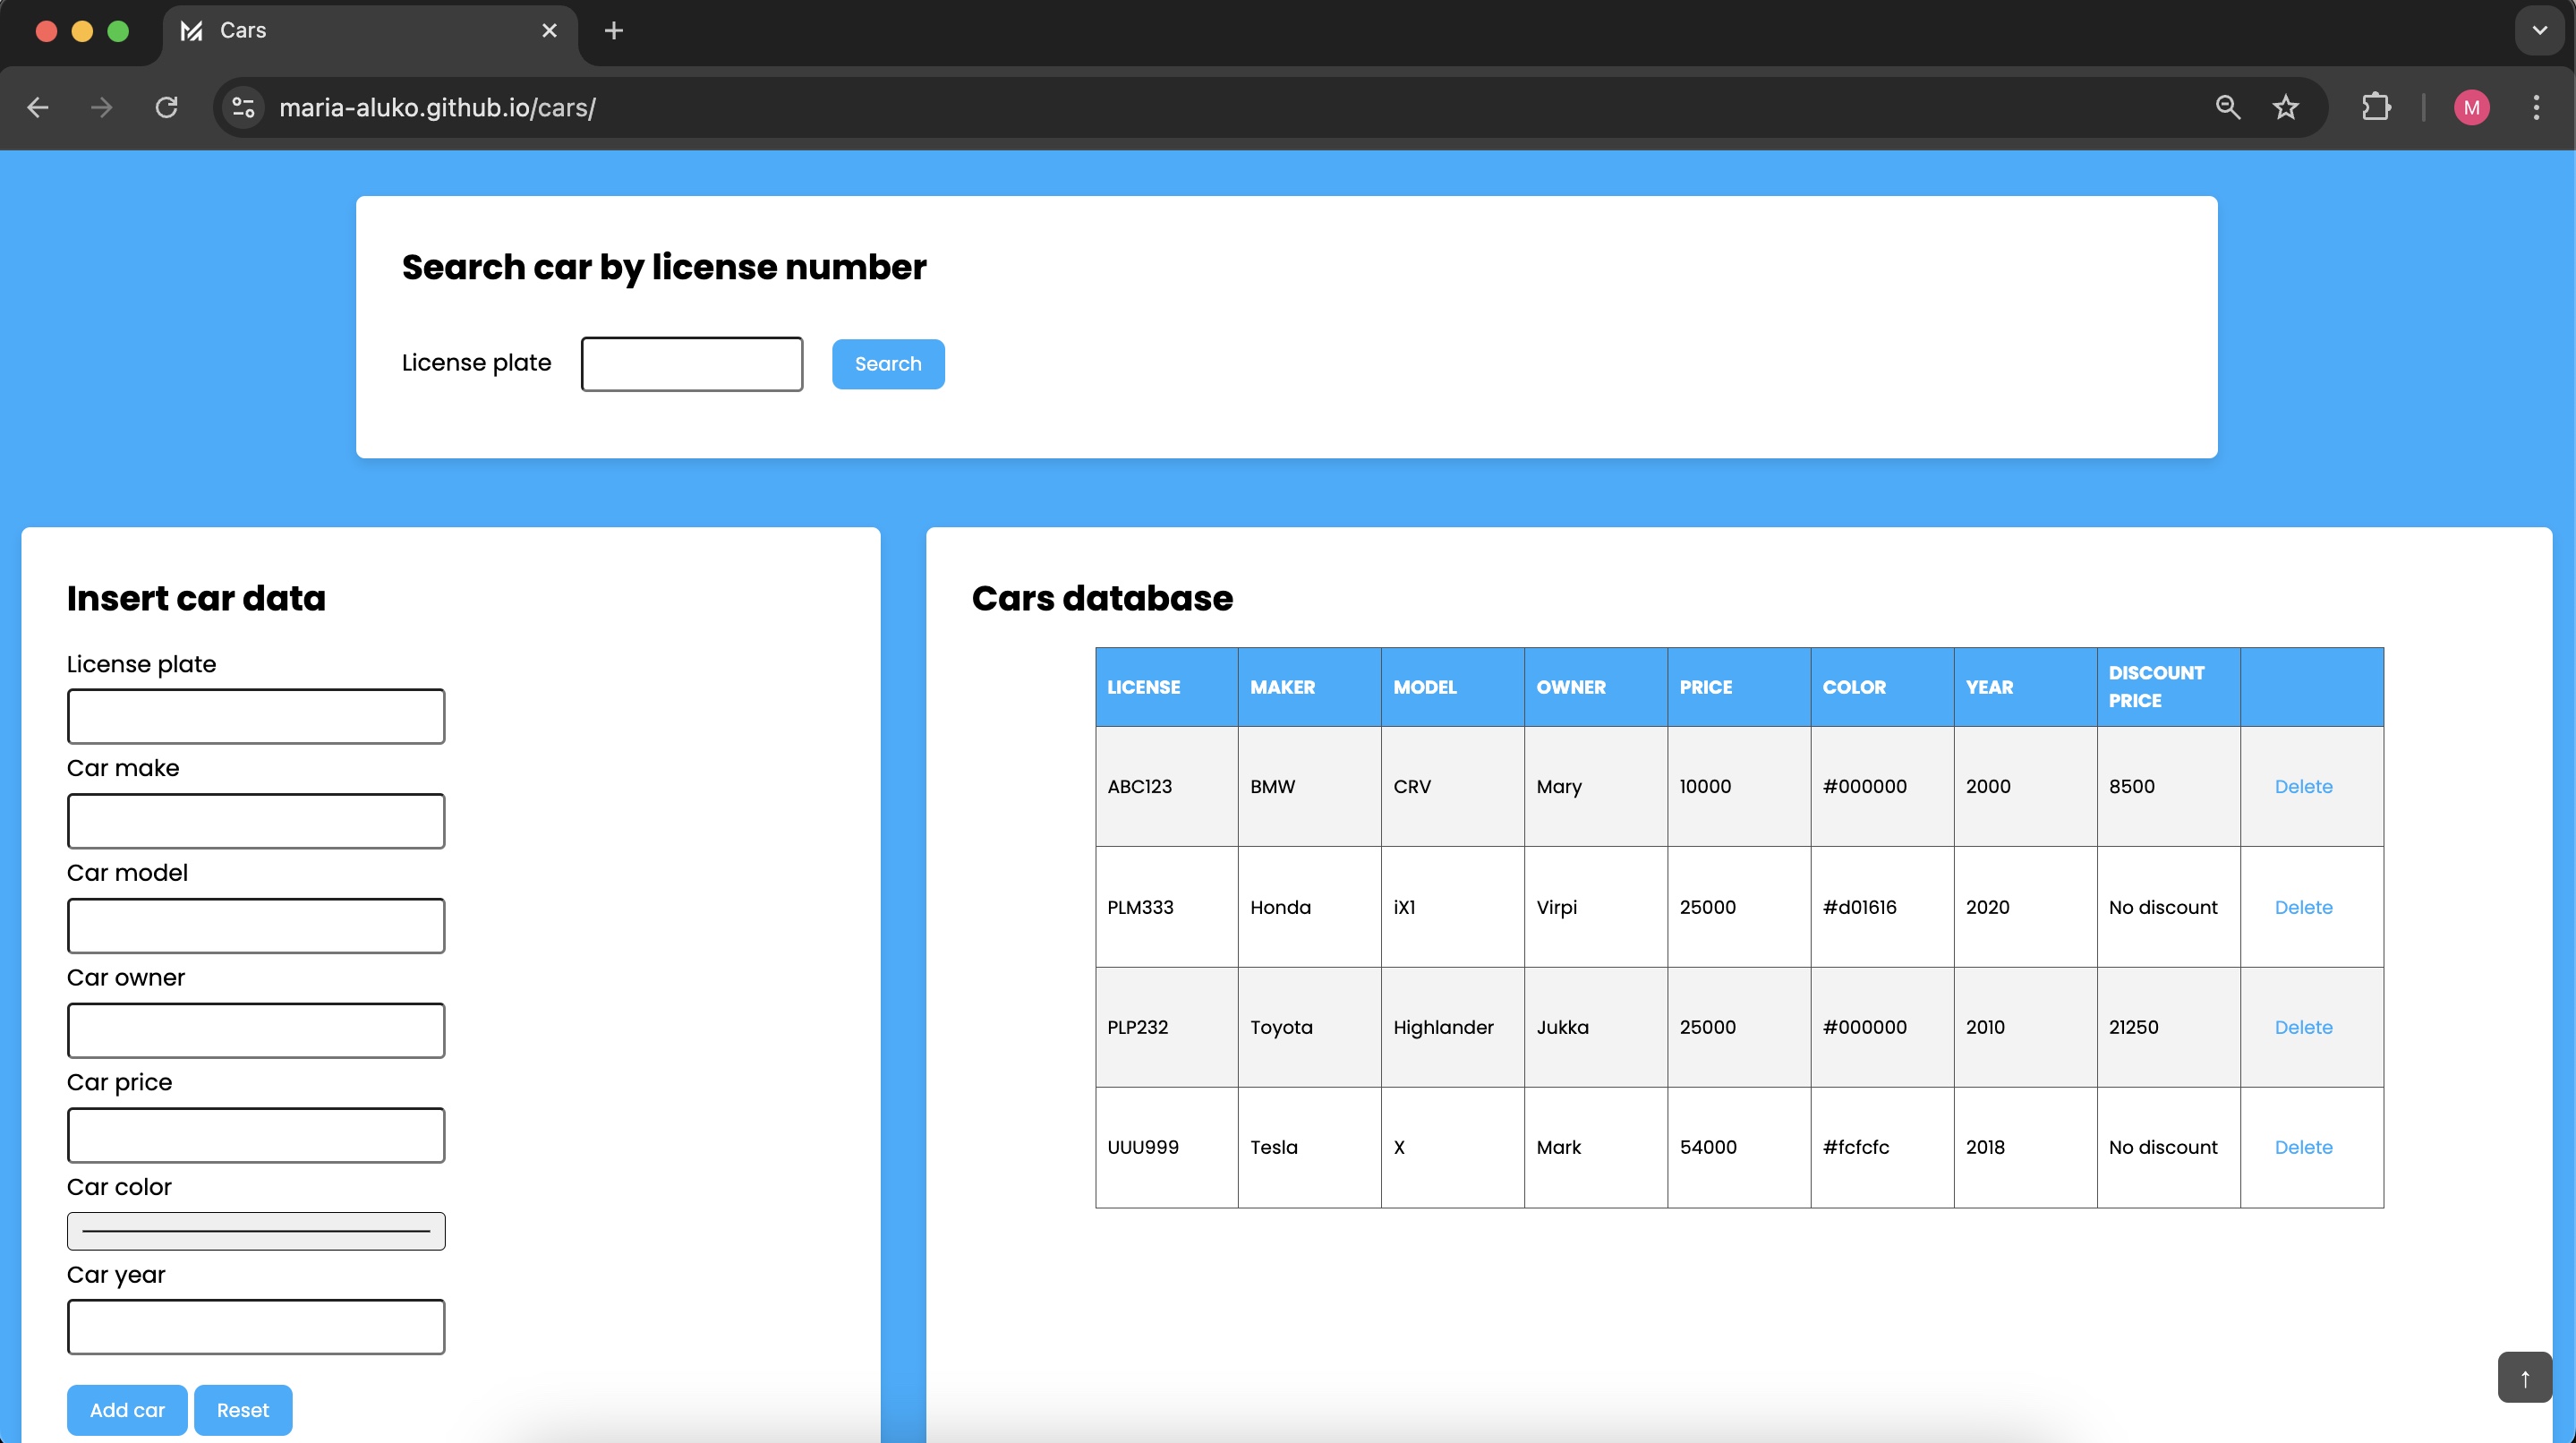 Cars
maria-aluko.github.io/cars/
M
Search car by license number
License plate
Search
Insert car data
License plate
Car make
Car model
Car owner
Car price
Car color
Car year
Add car Reset
Cars database
LICENSE MAKER MODEL OWNER PRICE COLOR YEAR DISCOUNT PRICE
ABC123 BMW CRV Mary 10000 #000000 2000 8500 Delete
PLM333 Honda iX1 Virpi 25000 #d01616 2020 No discount Delete
PLP232 Toyota Highlander Jukka 25000 #000000 2010 21250 Delete
UUU999 Tesla X Mark 54000 #fcfcfc 2018 No discount Delete
↑